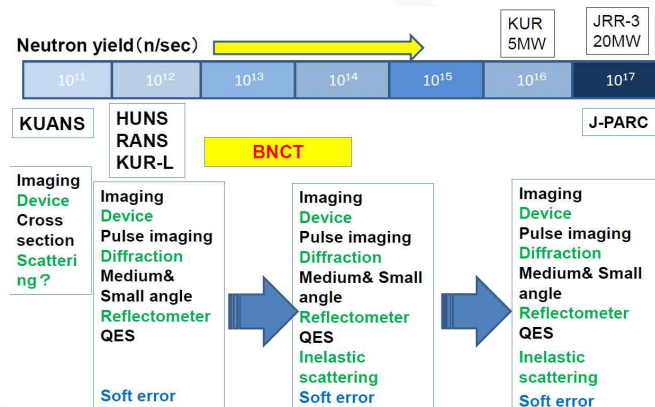 KUR
5MW
JRR-3
20MW
Neutron yield(n/sec)
10¹¹ 10¹² 10¹³ 10¹⁴ 10¹⁵ 10¹⁶ 10¹⁷
KUANS
HUNS
RANS
KUR-L
BNCT
J-PARC
Imaging
Device
Cross
section
Scatteri
ng？
Imaging
Device
Pulse imaging
Diffraction
Medium&
Small angle
Reflectometer
QES
Soft error
Imaging
Device
Pulse imaging
Diffraction
Medium& Small
angle
Reflectometer
QES
Inelastic
scattering
Soft error
Imaging
Device
Pulse imaging
Diffraction
Medium& Small
angle
Reflectometer
QES
Inelastic
scattering
Soft error